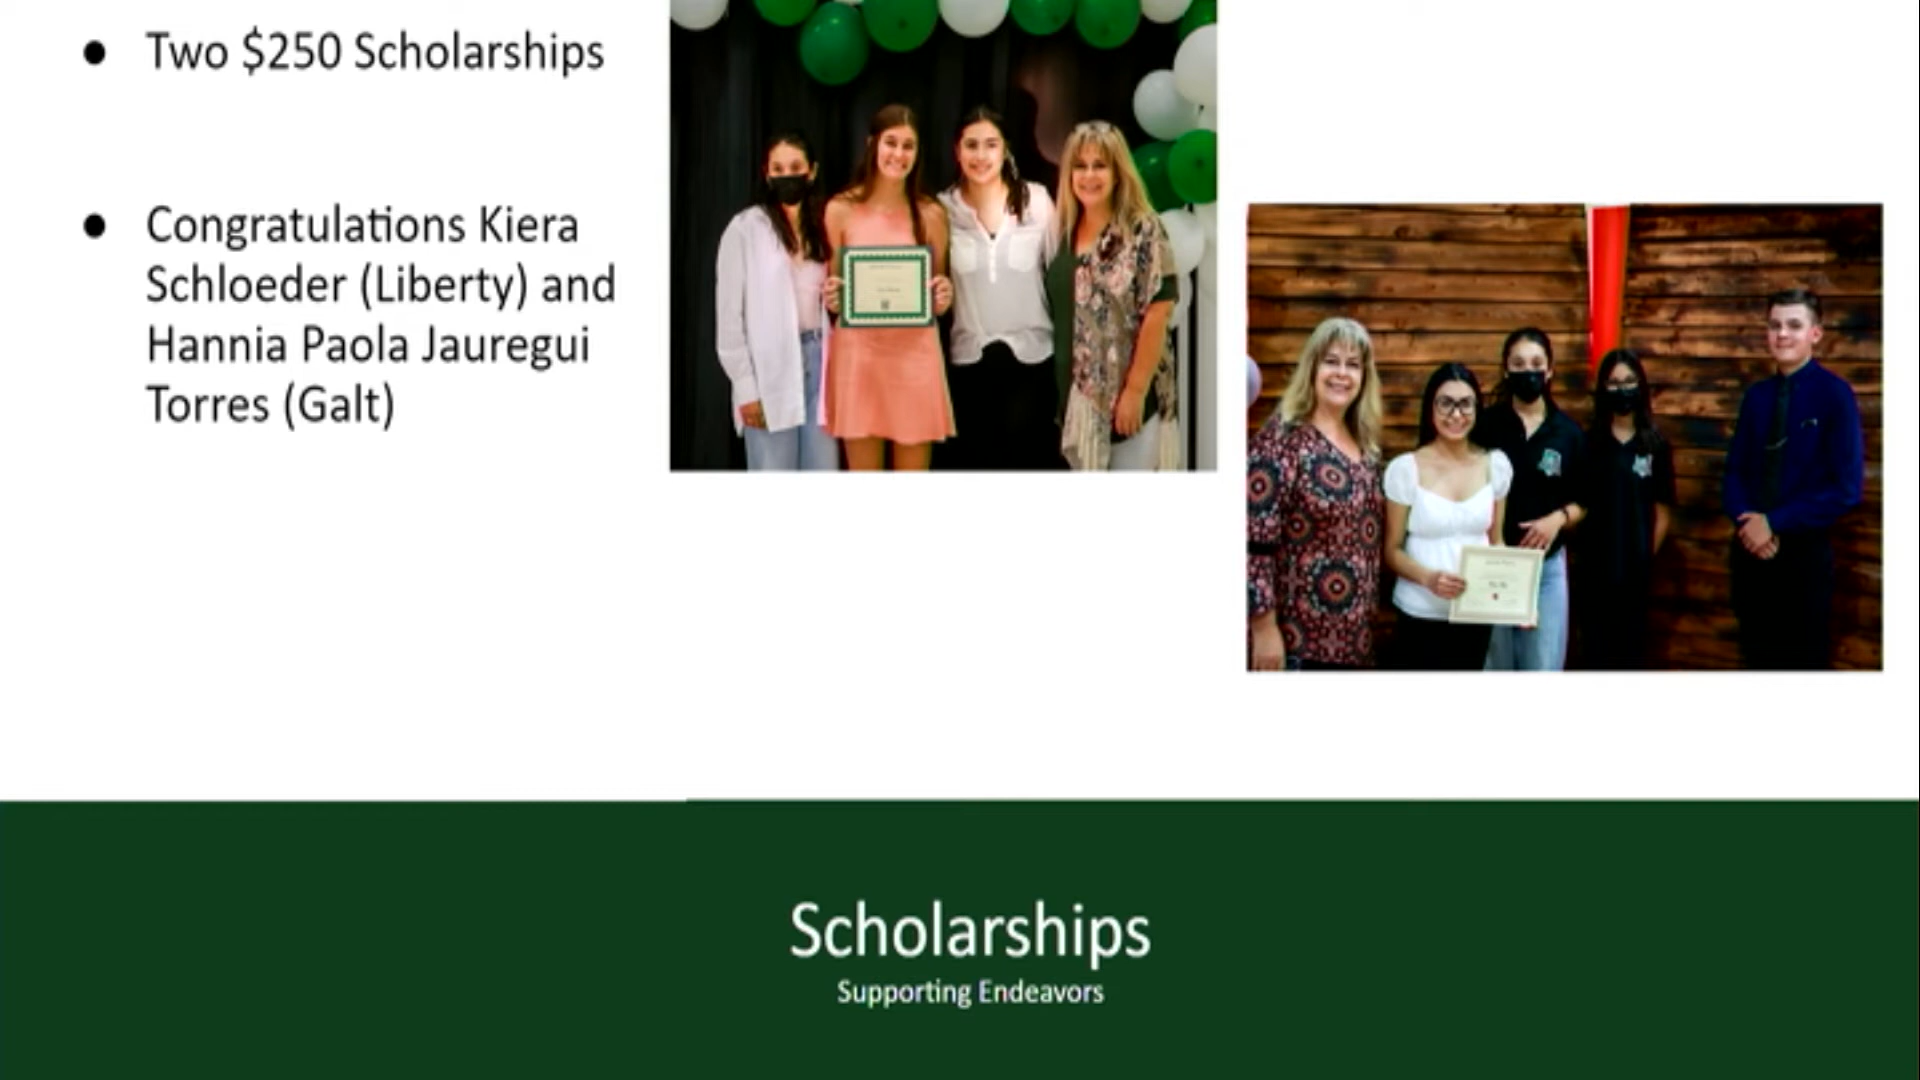 ● Two $250 Scholarships
● Congratulations Kiera
Schloeder (Liberty) and
Hannia Paola Jauregui
Torres (Galt)
Scholarships
Supporting Endeavors